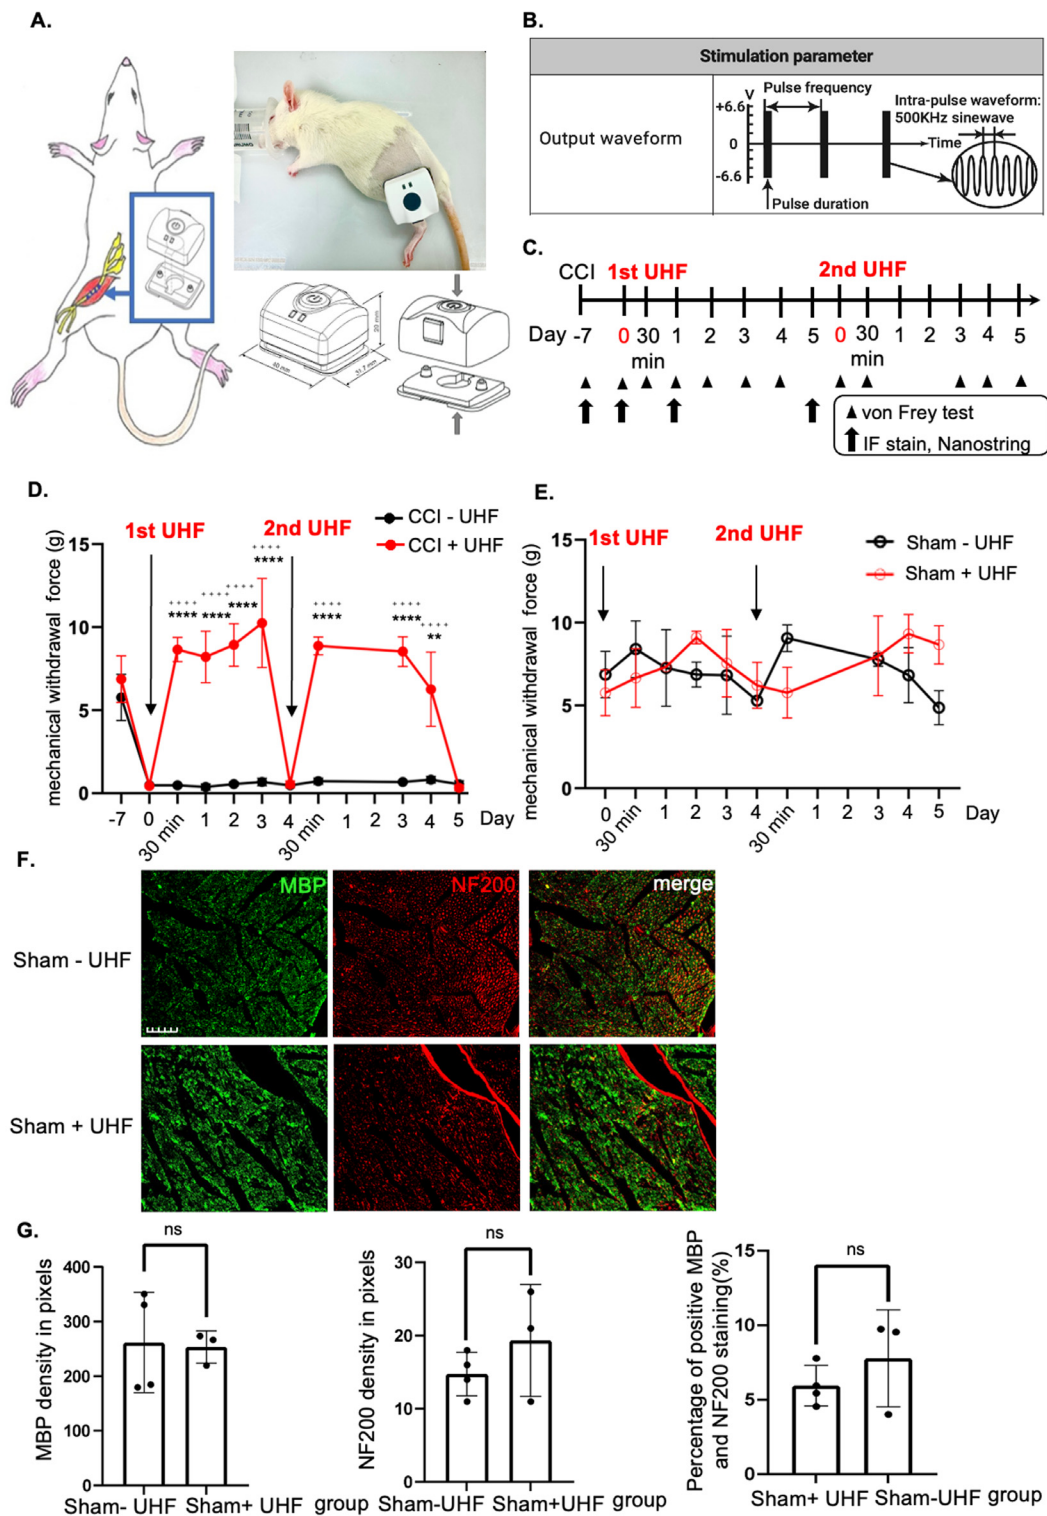 A.
B.
Stimulation parameter
Output waveform
V
Pulse frequency
+6.6
0
-6.6
Time
Pulse duration
Intra-pulse waveform:
500KHz sinewave
20 mm
60 mm
31.7 mm
C.
CCI 1st UHF 2nd UHF
Day -7 0 30 1 2 3 4 5 0 30 1 2 3 4 5
min min
von Frey test
IF stain, Nanostring
D.
1st UHF
2nd UHF
CCI - UHF
CCI + UHF
mechanical withdrawal force (g)
15
10
5
0
++++ ++++ ++++ ++++ ++++ ++++ ++++
**** **** **** **** **** **** **
-7 0 30 min 1 2 3 4 30 min 1 2 3 4 5 Day
E.
1st UHF
2nd UHF
Sham - UHF
Sham + UHF
mechanical withdrawal force (g)
15
10
5
0
0 30 min 1 2 3 4 30 min 1 2 3 4 5 Day
F.
MBP
NF200
merge
Sham - UHF
Sham + UHF
G.
ns
MBP density in pixels
400
300
200
100
0
Sham- UHF Sham+ UHF group
ns
NF200 density in pixels
30
20
10
0
Sham-UHF Sham+UHF group
ns
Percentage of positive MBP
and NF200 staining(%)
15
10
5
0
Sham+ UHF Sham-UHF group